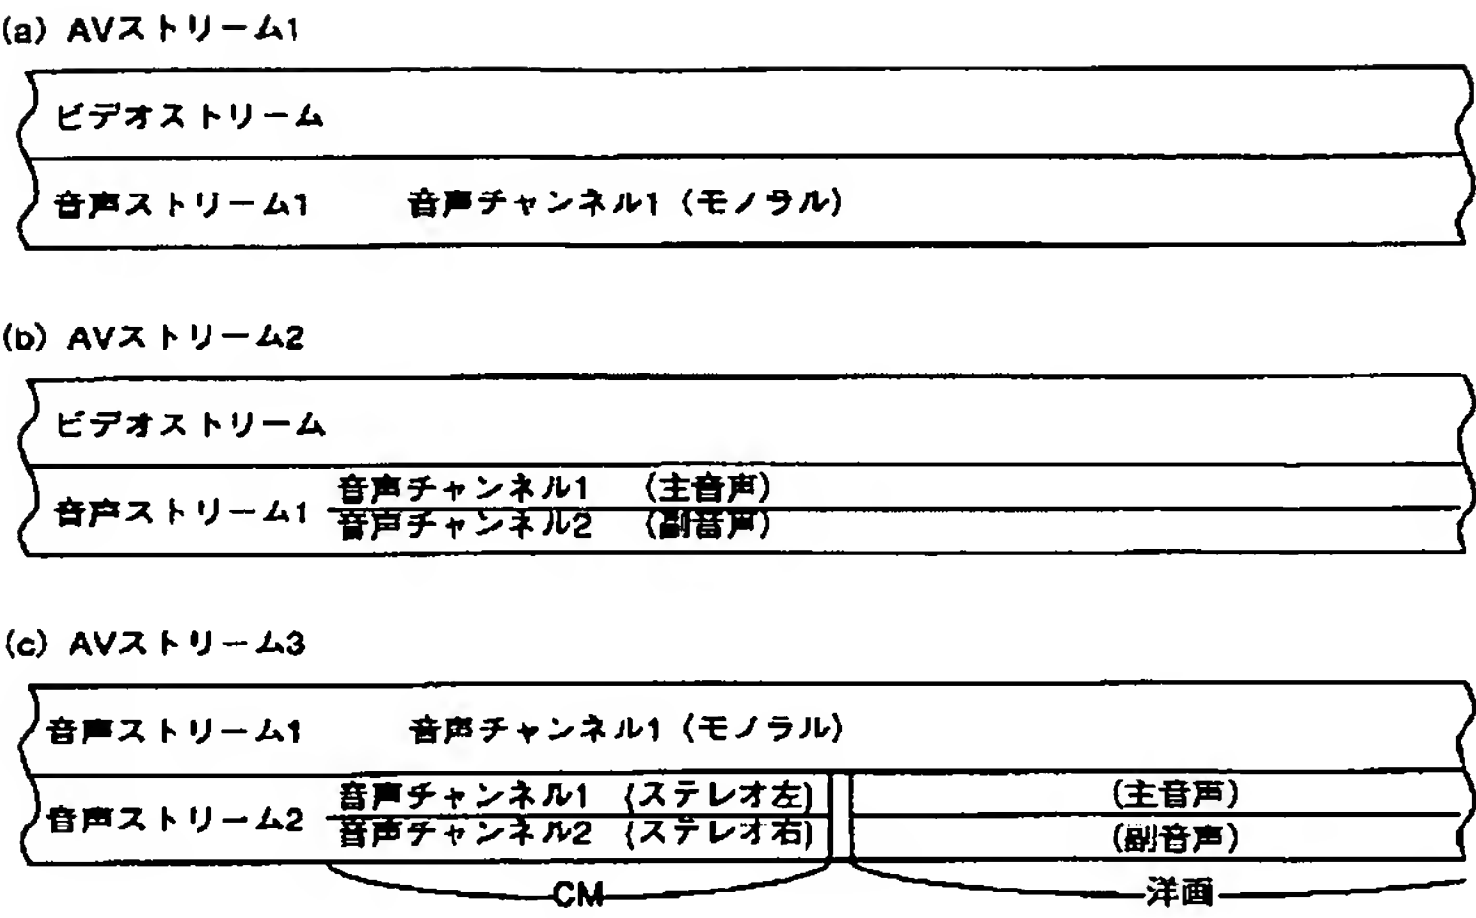 (a) AVストリーム1
ビデオストリーム
音声ストリーム1 音声チャンネル1 (モノラル)
(b) AVストリーム2
ビデオストリーム
音声ストリーム1
音声チャンネル1 (主音声)
音声チャンネル2 (副音声)
(c) AVストリーム3
音声ストリーム1 音声チャンネル1 (モノラル)
音声ストリーム2
音声チャンネル1 (ステレオ左) (主音声)
音声チャンネル2 (ステレオ右) (副音声)
CM 洋画